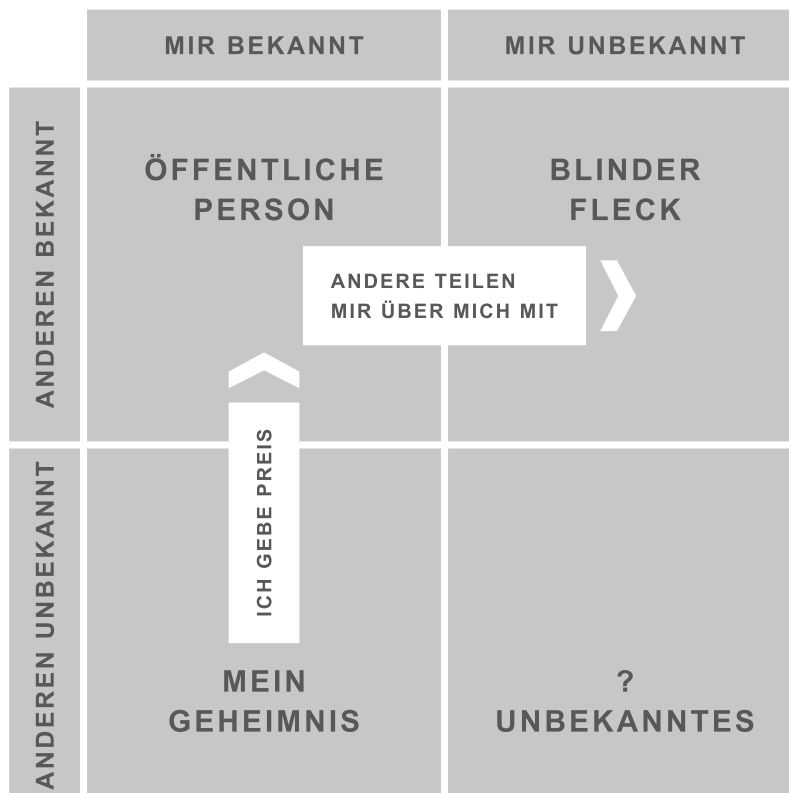 MIR BEKANNT
MIR UNBEKANNT
ANDEREN BEKANNT
ÖFFENTLICHE
PERSON
BLINDER
FLECK
ANDERE TEILEN
MIR ÜBER MICH MIT
ICH GEBE PREIS
ANDEREN UNBEKANNT
MEIN
GEHEIMNIS
?
UNBEKANNTES